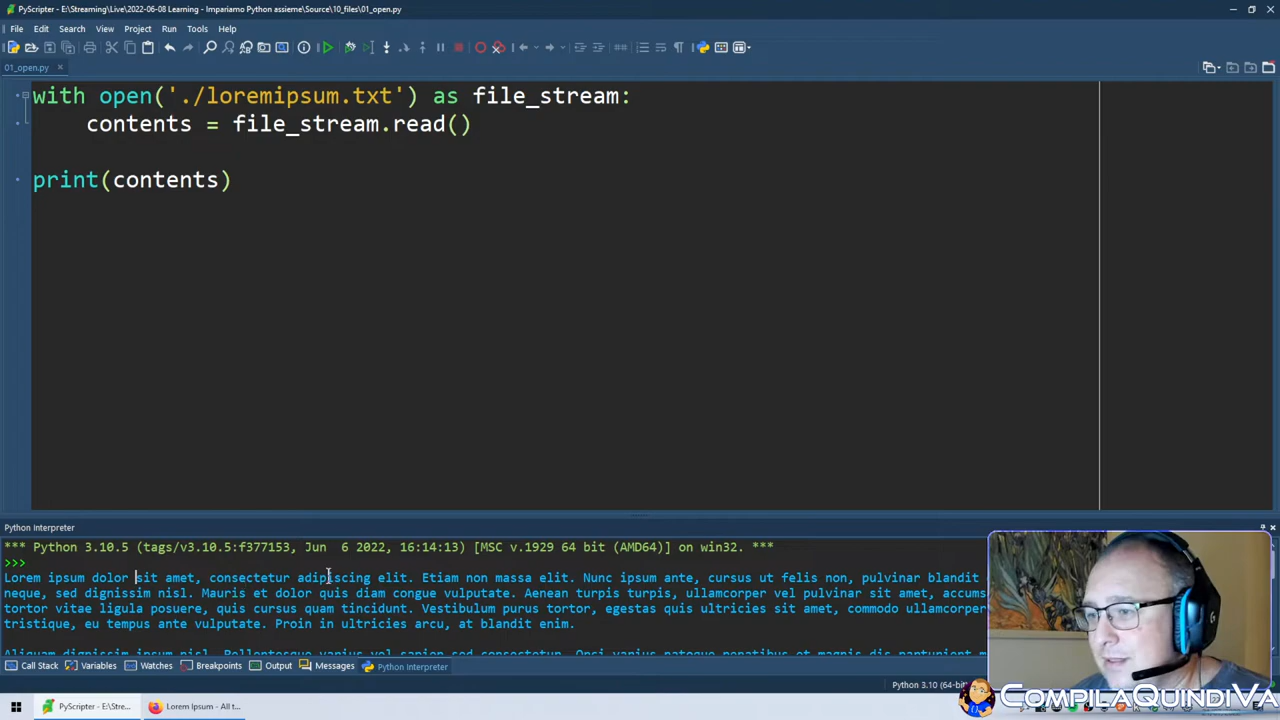 PyScripter - E:\Streaming\Live\2022-06-08 Learning - Impariamo Python assieme\Source\10_files\01_open.py
File Edit Search View Project Run Tools Help
01_open.py
with open('./loremipsum.txt') as file_stream:
contents = file_stream.read()
print(contents)
Python Interpreter
*** Python 3.10.5 (tags/v3.10.5:f377153, Jun 6 2022, 16:14:13) [MSC v.1929 64 bit (AMD64)] on win32. ***
>>>
Lorem ipsum dolor sit amet, consectetur adipiscing elit. Etiam non massa elit. Nunc ipsum ante, cursus ut felis non, pulvinar blandit
neque, sed dignissim nisl. Mauris et dolor quis diam congue vulputate. Aenean turpis turpis, ullamcorper vel pulvinar sit amet, accums
tortor vitae ligula posuere, quis cursus quam tincidunt. Vestibulum purus tortor, egestas quis ultricies sit amet, commodo ullamcorper
tristique, eu tempus ante vulputate. Proin in ultricies arcu, at blandit enim.
Call Stack Variables Watches Breakpoints Output Messages Python Interpreter
Python 3.10 (64-bit)
PyScripter - E:\Stre... Lorem Ipsum - All t...
COMPILAQUINDIVA